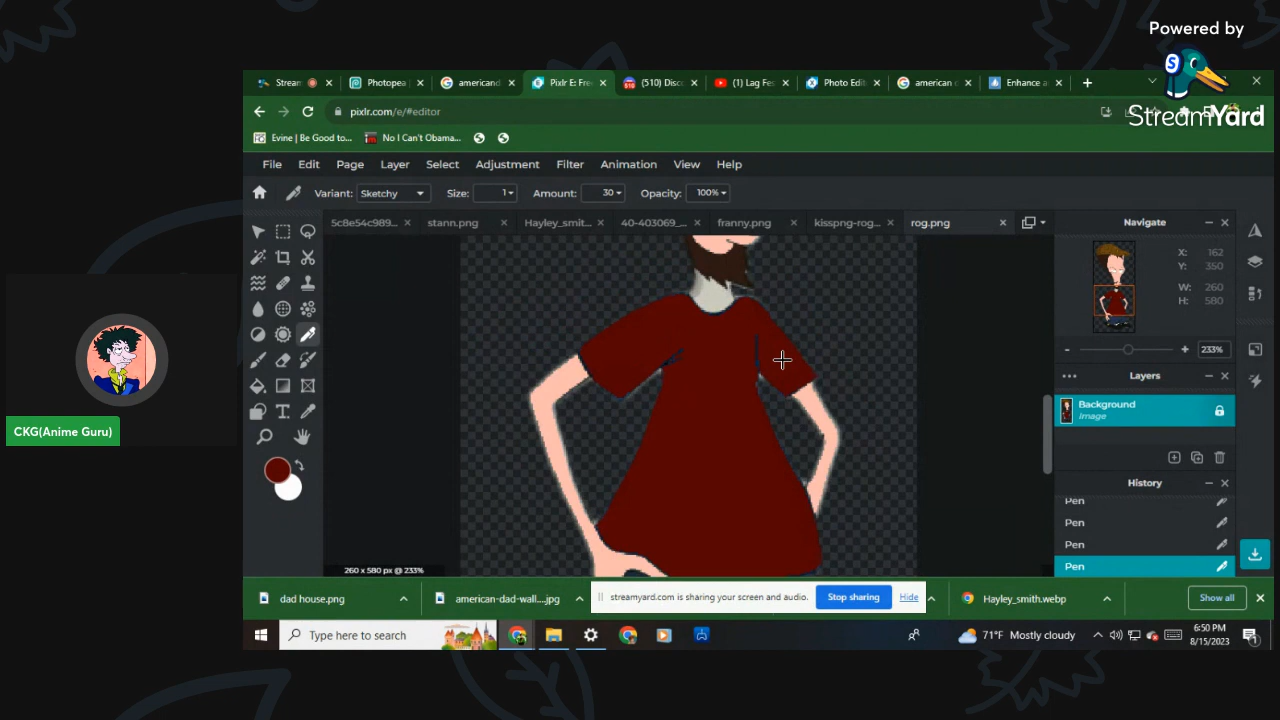 Powered by
StreamYard
Stream
Photopea
americand
Pixlr E: Fre
(510) Disc
(1) Lag Fes
Photo Edit
american d
Enhance a
pixlr.com/e/#editor
Evine | Be Good to...
No I Can't Obama...
File Edit Page Layer Select Adjustment Filter Animation View Help
Variant: Sketchy Size: 1 Amount: 30 Opacity: 100%
5c8e54c989... stann.png Hayley_smit... 40-403069_... franny.png kisspng-rog... rog.png
Navigate
X: 162
Y: 350
W: 260
H: 580
233%
Layers
Background
Image
History
Pen
Pen
Pen
Pen
260 x 580 px @ 233%
CKG(Anime Guru)
dad house.png american-dad-wall....jpg streamyard.com is sharing your screen and audio. Stop sharing Hide Hayley_smith.webp Show all
Type here to search
71°F Mostly cloudy
6:50 PM
8/15/2023